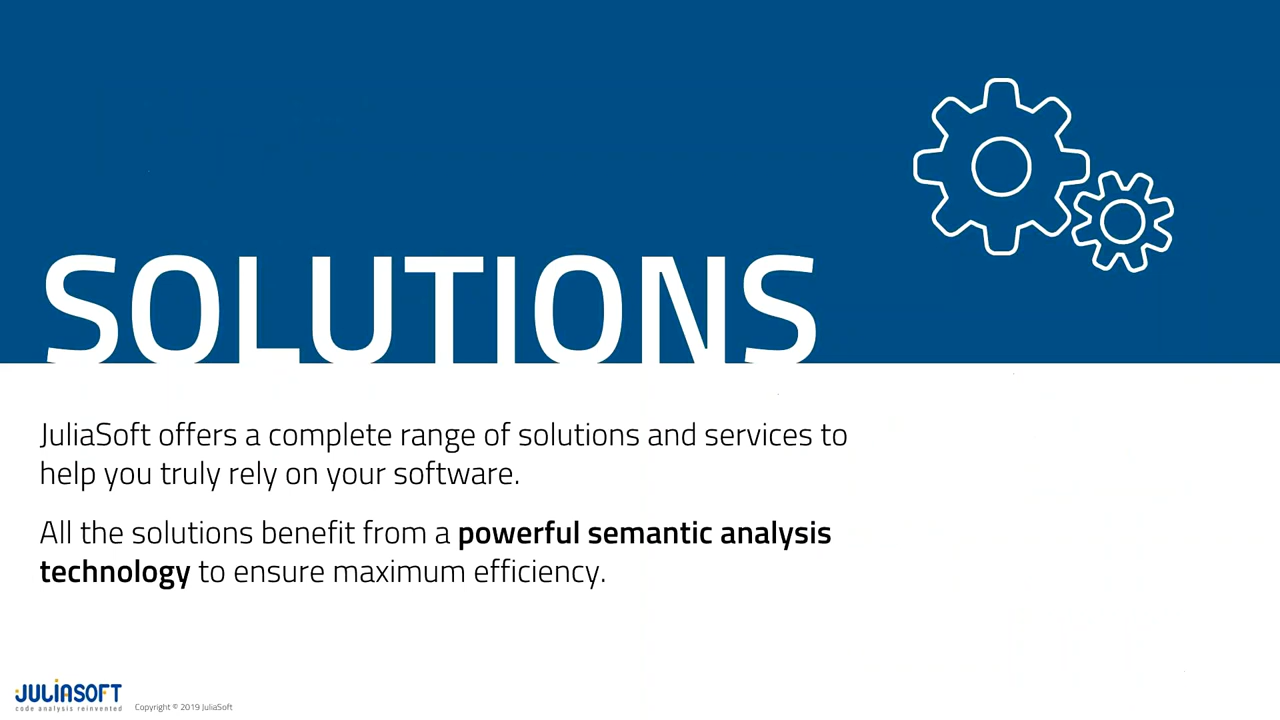 SOLUTIONS
JuliaSoft offers a complete range of solutions and services to
help you truly rely on your software.
All the solutions benefit from a powerful semantic analysis
technology to ensure maximum efficiency.
JULIASOFT
code analysis reinvented
Copyright © 2019 JuliaSoft